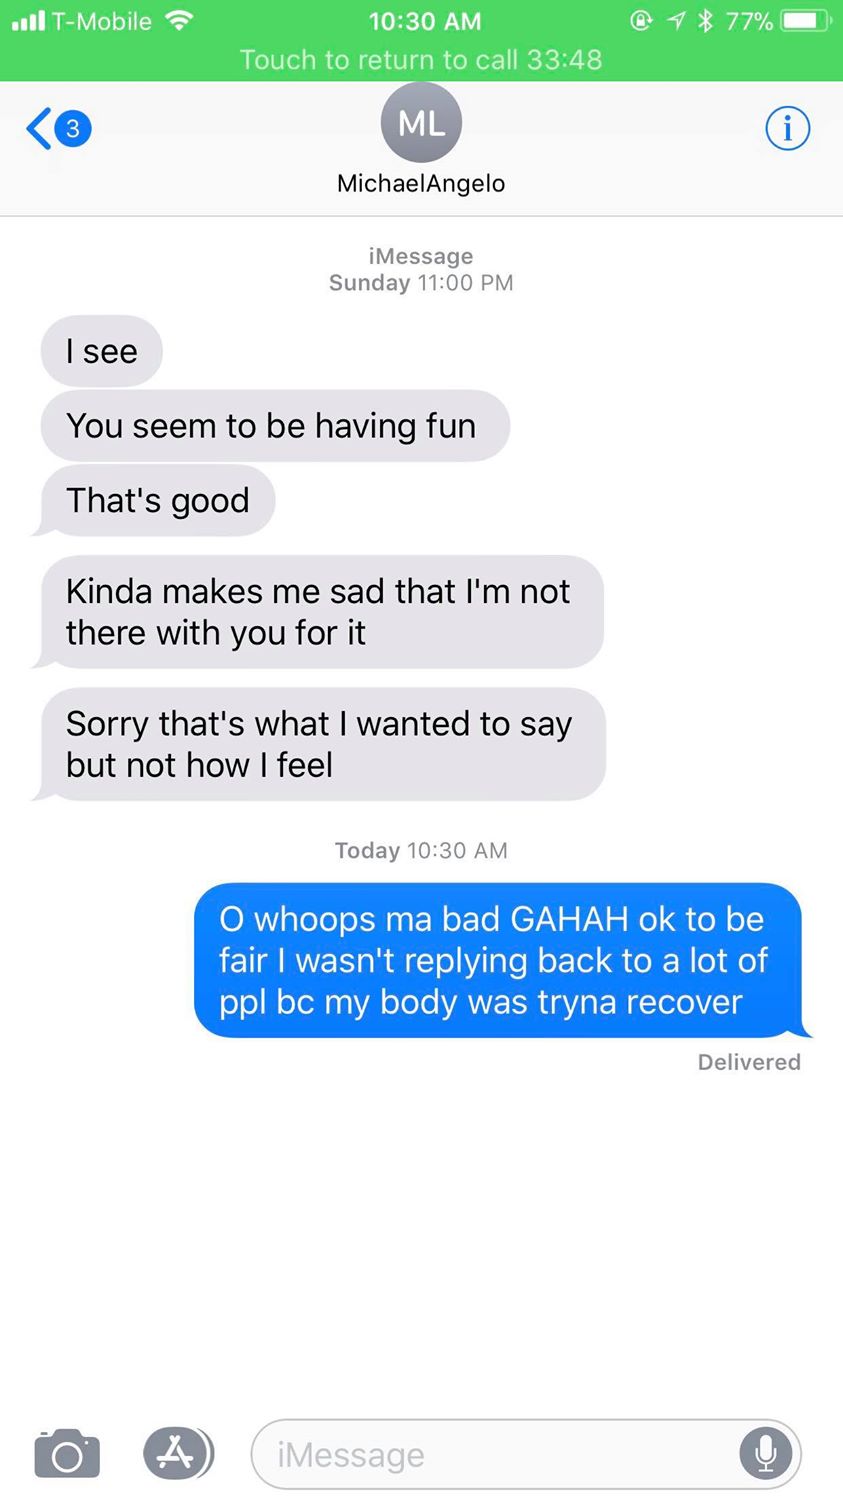 T-Mobile 10:30 AM 77%
Touch to return to call 33:48
3
ML
MichaelAngelo
iMessage
Sunday 11:00 PM
I see
You seem to be having fun
That's good
Kinda makes me sad that I'm not
there with you for it
Sorry that's what I wanted to say
but not how I feel
Today 10:30 AM
O whoops ma bad GAHAH ok to be
fair I wasn't replying back to a lot of
ppl bc my body was tryna recover
Delivered
iMessage